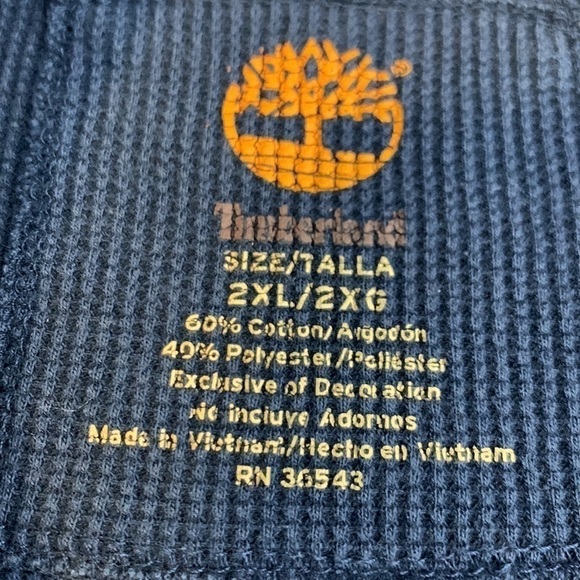 Timberland
SIZE/TALLA
2XL/2XG
60% Cotton/Algodón
40% Polyester/Poliéster
Exclusive of Decoration
No incluye Adornos
Made in Vietnam/Hecho en Vietnam
RN 36543